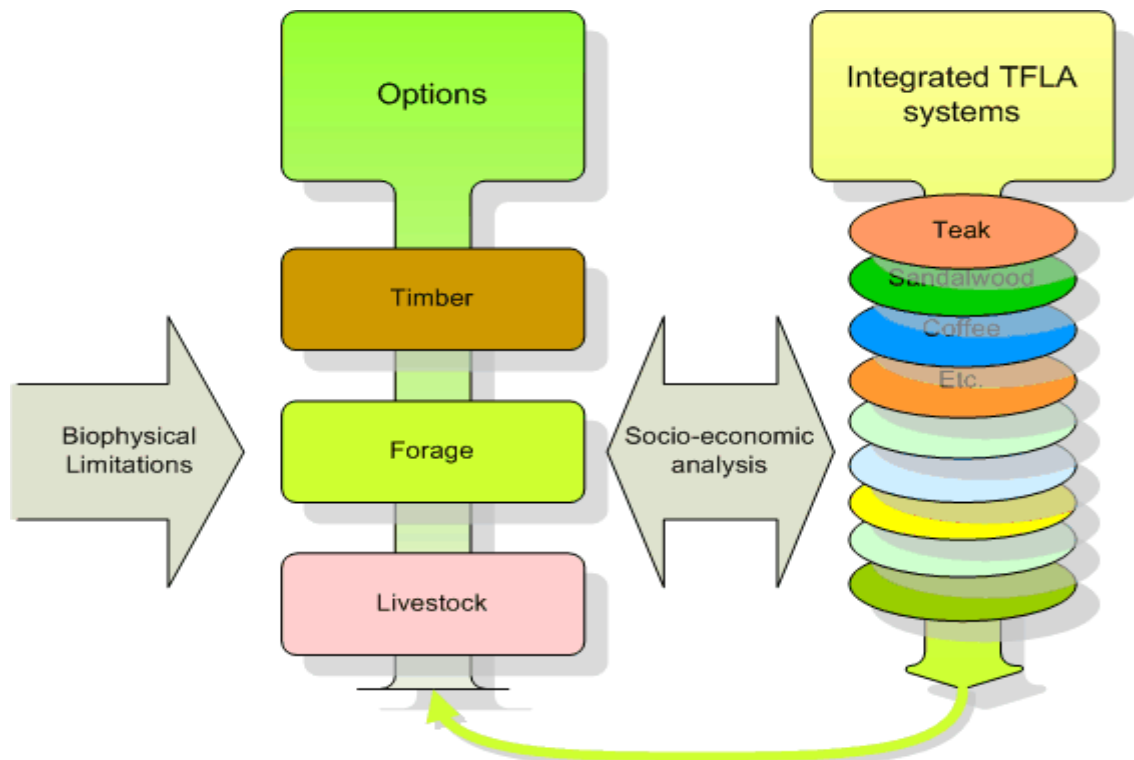 Options
Integrated TFLA
systems
Teak
Sandalwood
Coffee
Etc.
Timber
Forage
Livestock
Biophysical
Limitations
Socio-economic
analysis